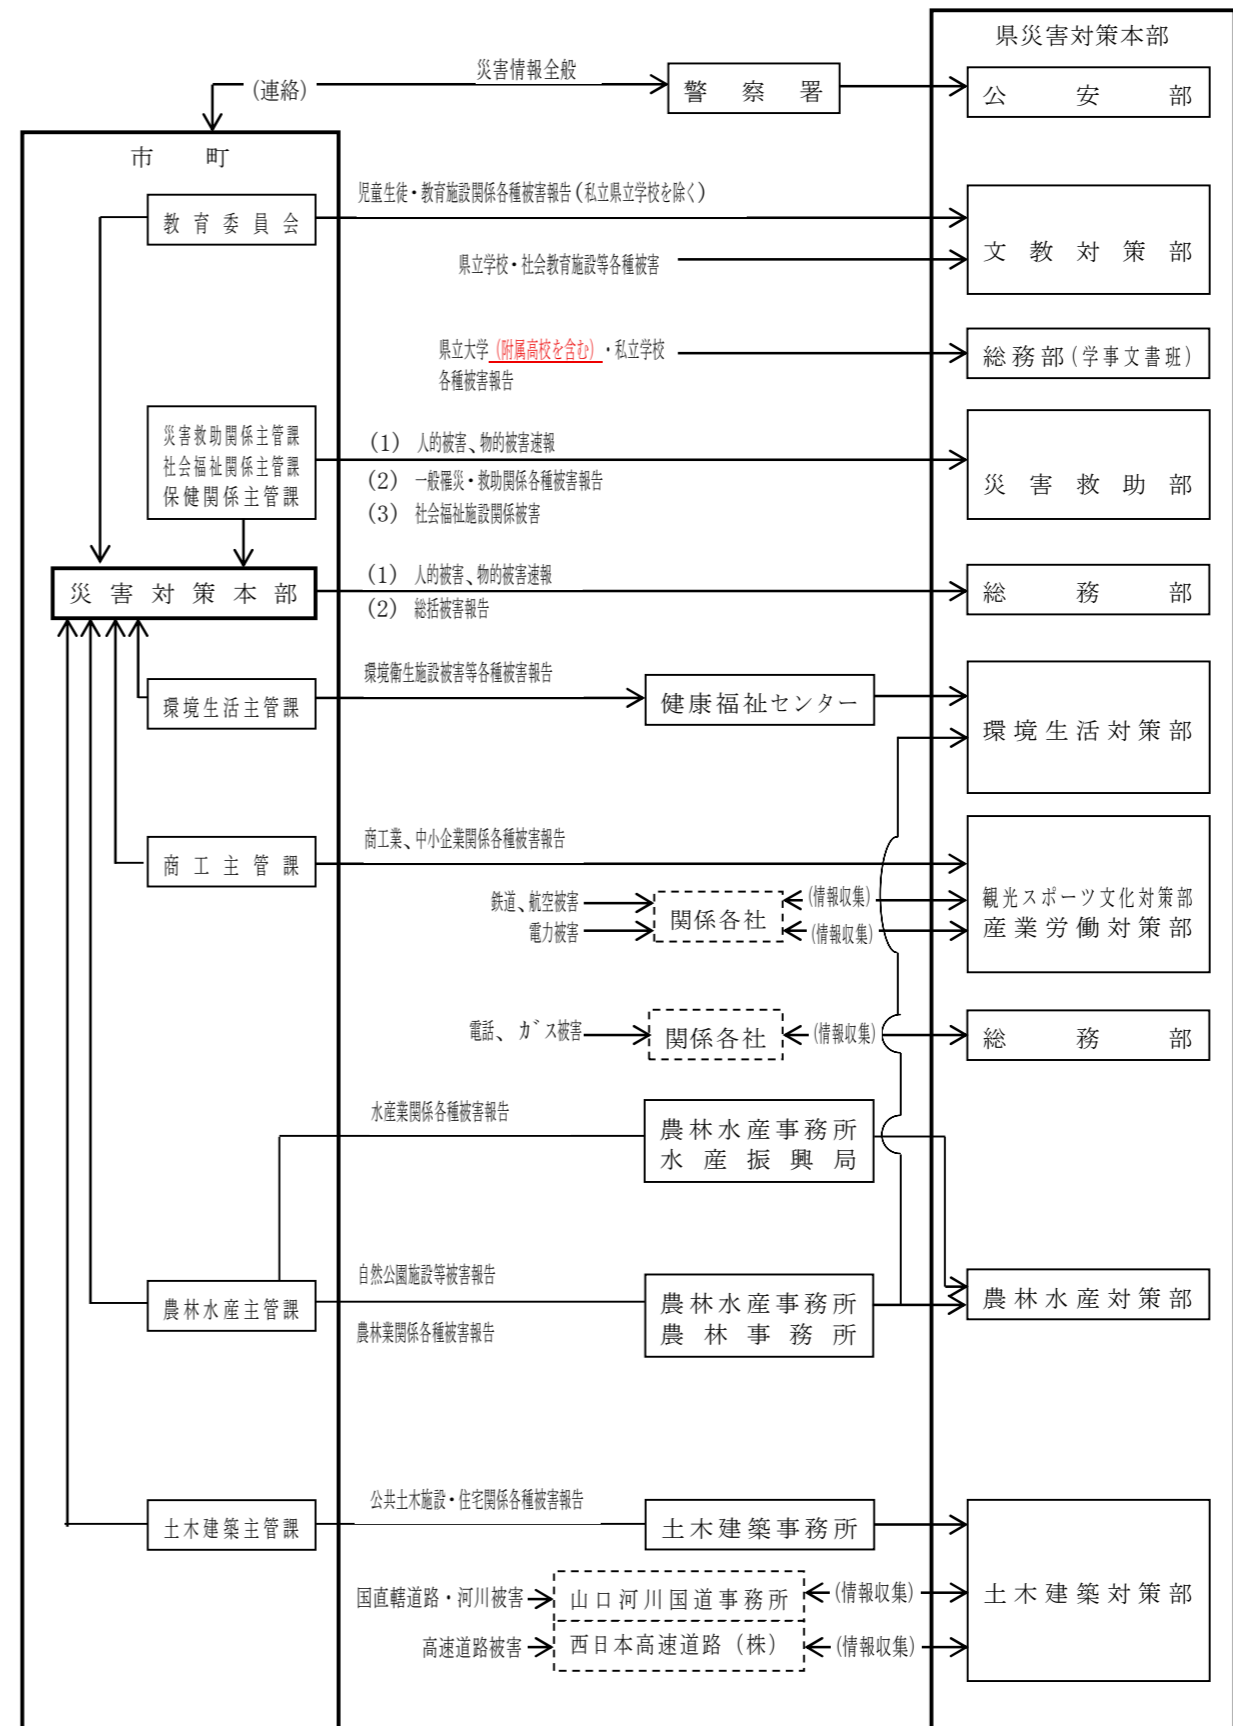 県災害対策本部
災害情報全般
(連絡)
警察署
公安部
市町
児童生徒・教育施設関係各種被害報告(私立県立学校を除く)
教育委員会
文教対策部
県立学校・社会教育施設等各種被害
県立大学(附属高校を含む)・私立学校
各種被害報告
総務部(学事文書班)
災害救助関係主管課
社会福祉関係主管課
保健関係主管課
(1) 人的被害、物的被害速報
(2) 一般罹災・救助関係各種被害報告
(3) 社会福祉施設関係被害
災害救助部
災害対策本部
(1) 人的被害、物的被害速報
(2) 総括被害報告
総務部
環境衛生施設被害等各種被害報告
環境生活主管課
健康福祉センター
環境生活対策部
商工業、中小企業関係各種被害報告
商工主管課
鉄道、航空被害
電力被害
関係各社
(情報収集)
(情報収集)
観光スポーツ文化対策部
産業労働対策部
電話、ガス被害
関係各社
(情報収集)
総務部
水産業関係各種被害報告
農林水産事務所
水産振興局
自然公園施設等被害報告
農林水産主管課
農林業関係各種被害報告
農林水産事務所
農林事務所
農林水産対策部
公共土木施設・住宅関係各種被害報告
土木建築主管課
土木建築事務所
国直轄道路・河川被害
山口河川国道事務所
(情報収集)
土木建築対策部
高速道路被害
西日本高速道路(株)
(情報収集)